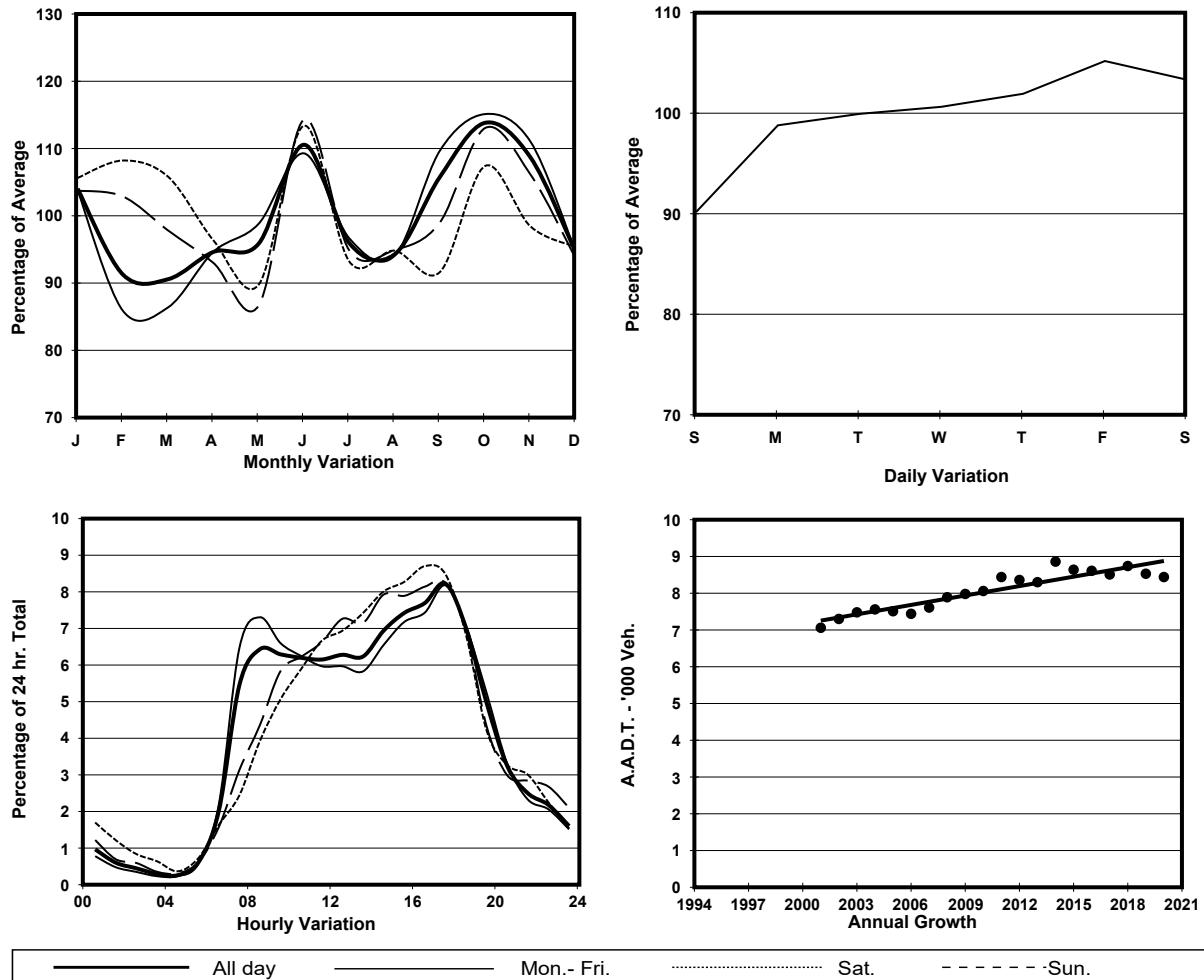 130
120
110
100
90
80
70
Percentage of Average
J F M A M J J A S O N D
Monthly Variation
110
100
90
80
70
Percentage of Average
S M T W T F S
Daily Variation
10
9
8
7
6
5
4
3
2
1
0
Percentage of 24 hr. Total
00 04 08 12 16 20 24
Hourly Variation
10
9
8
7
6
5
4
3
2
1
0
A.A.D.T. - '000 Veh.
1994 1997 2000 2003 2006 2009 2012 2015 2018 2021
Annual Growth
All day Mon.- Fri. Sat. Sun.